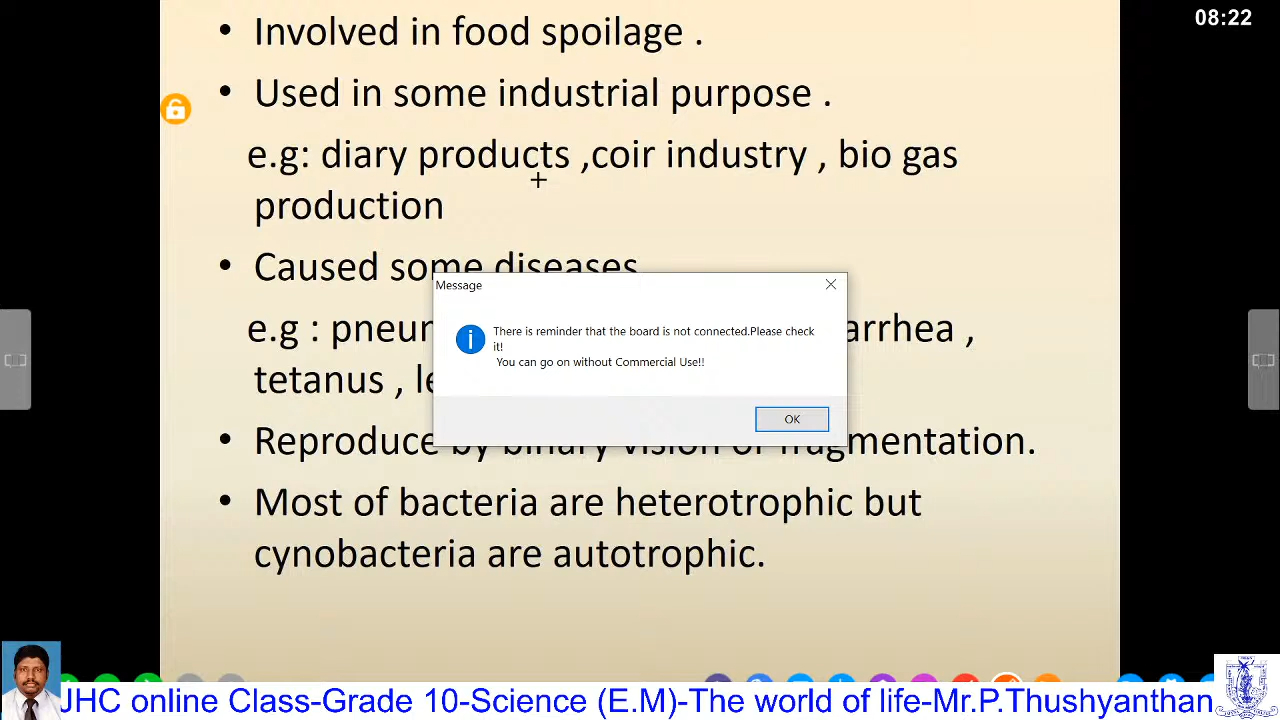 08:22
• Involved in food spoilage .
• Used in some industrial purpose .
e.g: diary products ,coir industry , bio gas
production
• Caused some diseases
Message
There is reminder that the board is not connected.Please check
it!
You can go on without Commercial Use!!
OK
e.g : pneum arrhea ,
tetanus , le
• Reproduce by binary vision or fragmentation.
• Most of bacteria are heterotrophic but
cynobacteria are autotrophic.
JHC online Class-Grade 10-Science (E.M)-The world of life-Mr.P.Thushyanthan